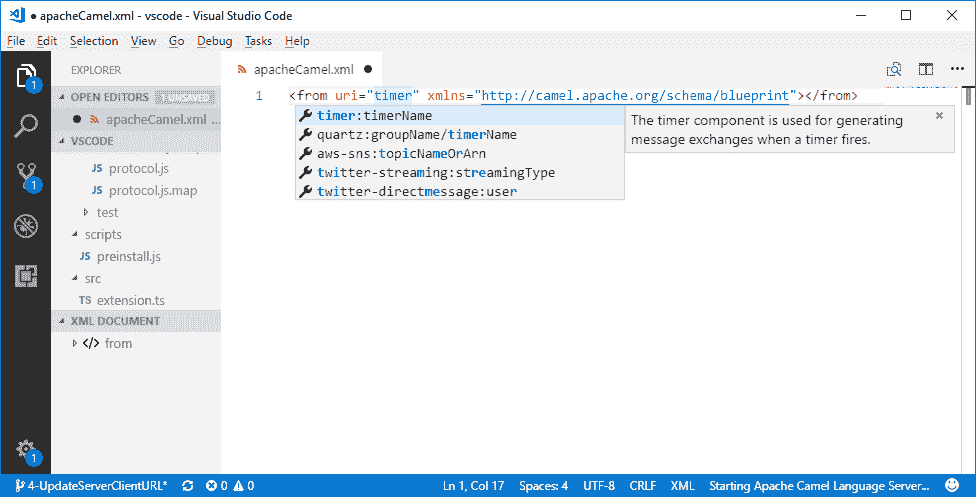 ● apacheCamel.xml - vscode - Visual Studio Code
File Edit Selection View Go Debug Tasks Help
EXPLORER
OPEN EDITORS 1 UNSAVED
● apacheCamel.xml ...
VSCODE
JS protocol.js
JS protocol.js.map
test
scripts
JS preinstall.js
src
TS extension.ts
XML DOCUMENT
</> from
1
1
1
apacheCamel.xml ●
1 <from uri="timer" xmlns="http://camel.apache.org/schema/blueprint"></from>
timer:timerName
quartz:groupName/timerName
aws-sns:topicNameOrArn
twitter-streaming:streamingType
twitter-directmessage:user
The timer component is used for generating
message exchanges when a timer fires.
4-UpdateServerClientURL* 0 0 Ln 1, Col 17 Spaces: 4 UTF-8 CRLF XML Starting Apache Camel Language Server...